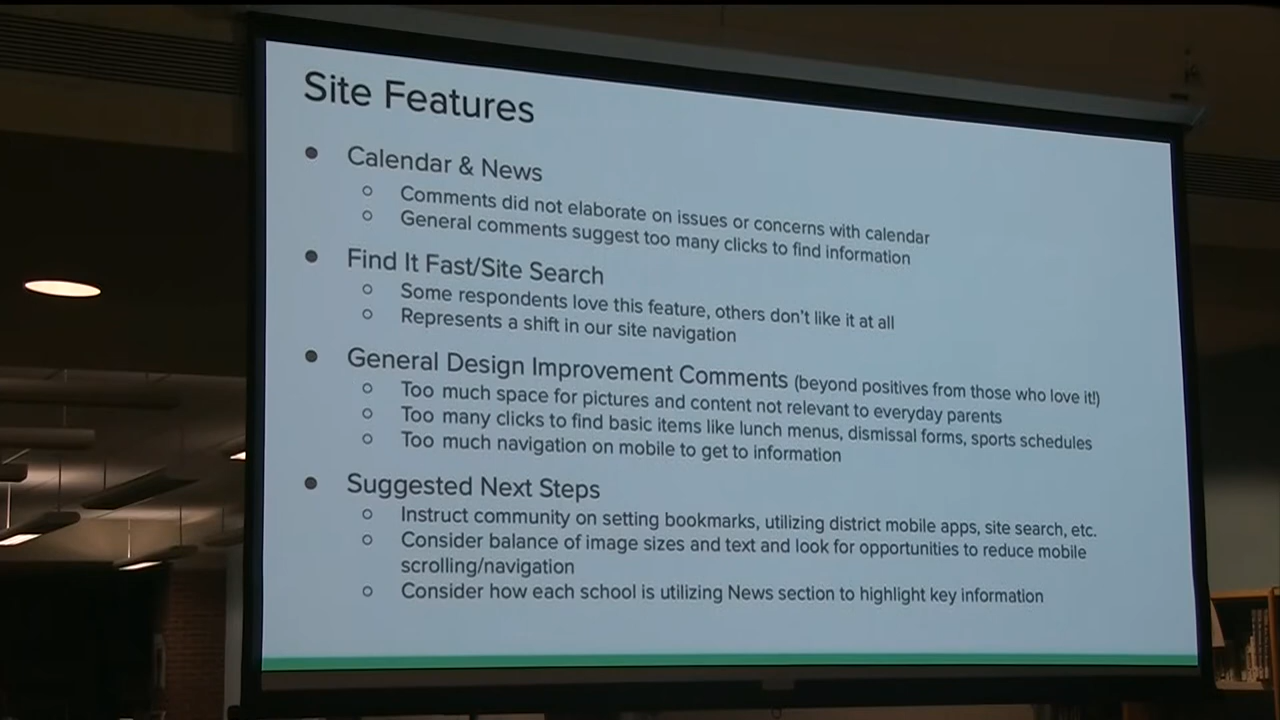 Site Features
● Calendar & News
○ Comments did not elaborate on issues or concerns with calendar
○ General comments suggest too many clicks to find information
● Find It Fast/Site Search
○ Some respondents love this feature, others don't like it at all
○ Represents a shift in our site navigation
● General Design Improvement Comments (beyond positives from those who love it!)
○ Too much space for pictures and content not relevant to everyday parents
○ Too many clicks to find basic items like lunch menus, dismissal forms, sports schedules
○ Too much navigation on mobile to get to information
● Suggested Next Steps
○ Instruct community on setting bookmarks, utilizing district mobile apps, site search, etc.
○ Consider balance of image sizes and text and look for opportunities to reduce mobile
scrolling/navigation
○ Consider how each school is utilizing News section to highlight key information